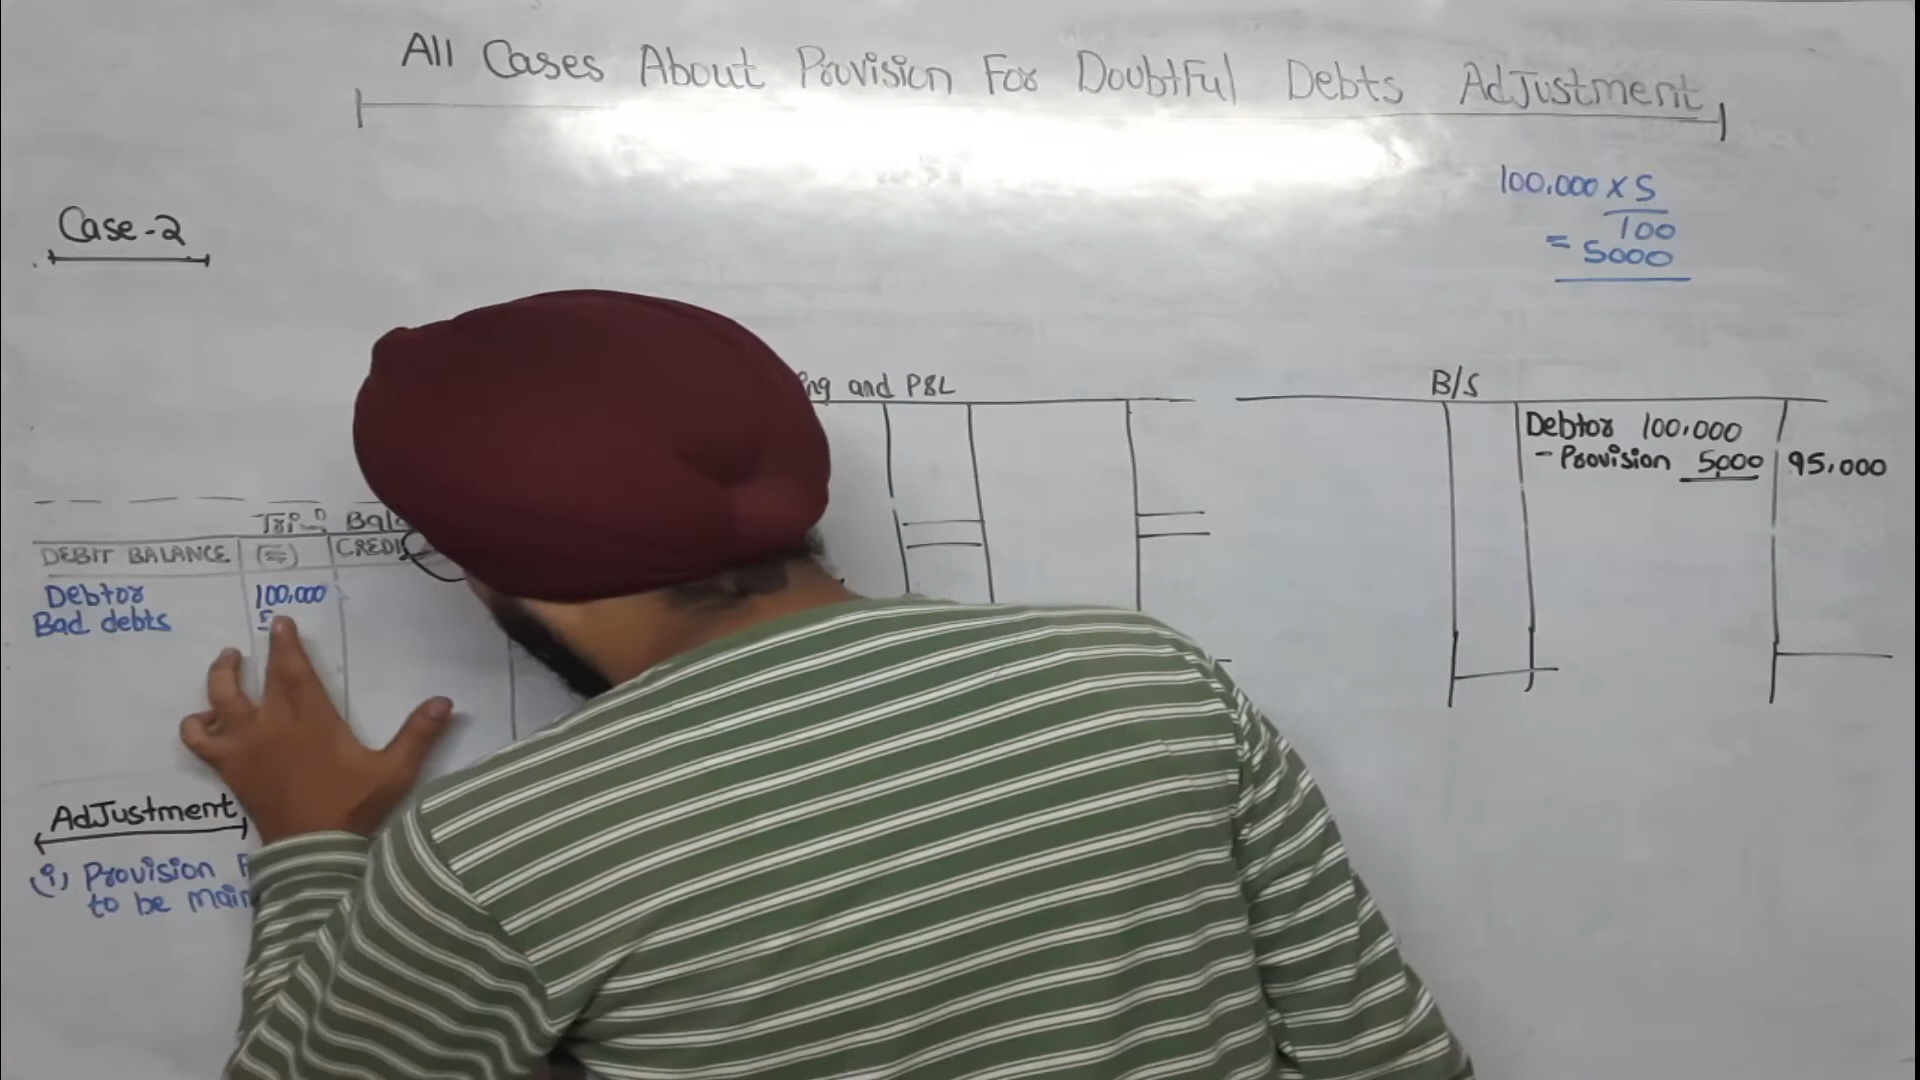 All Cases About Provision For Doubtful Debts Adjustment
100,000 x 5
100
= 5000
Case-2
and P&L
B/S
Debtor 100,000
- Provision 5000 95,000
DEBIT BALANCE
Debtor 100,000
Bad debts
Adjustment
(i) Provision
to be